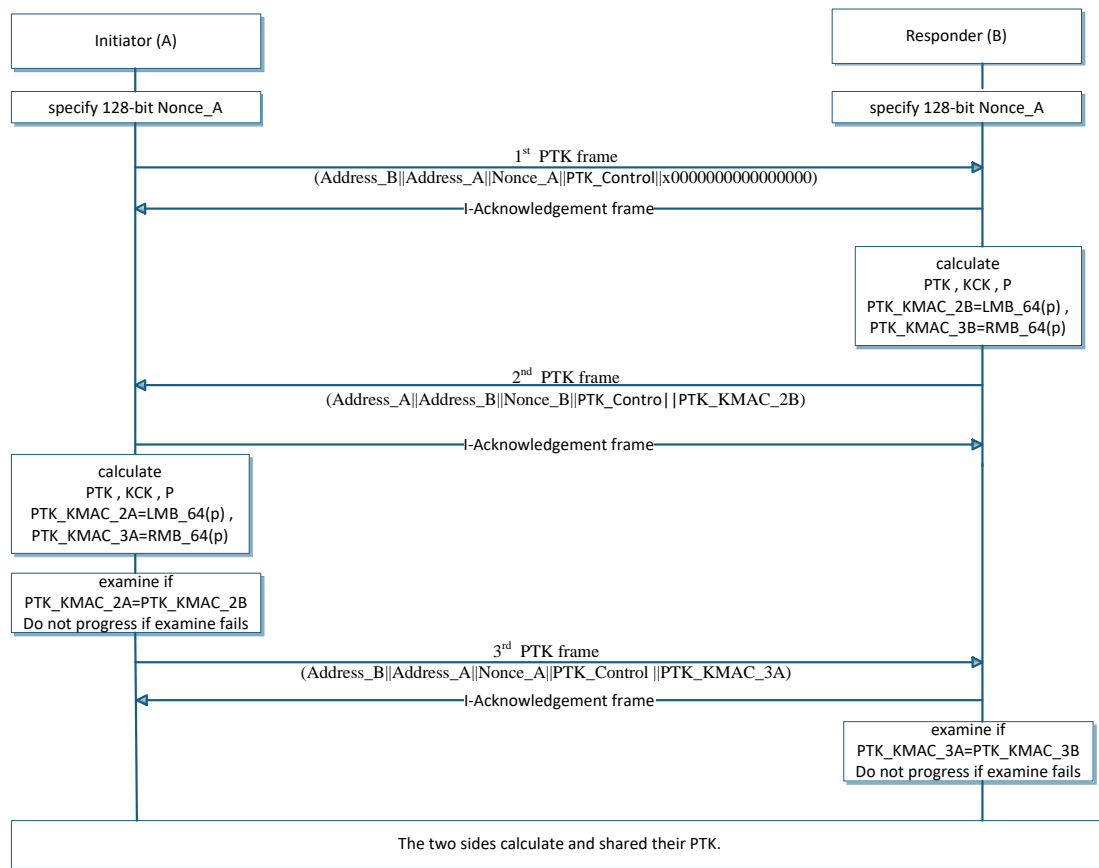 Initiator (A)
Responder (B)
specify 128-bit Nonce_A
specify 128-bit Nonce_A
1st PTK frame
(Address_B||Address_A||Nonce_A||PTK_Control||x0000000000000000)
I-Acknowledgement frame
calculate
PTK , KCK , P
PTK_KMAC_2B=LMB_64(p) ,
PTK_KMAC_3B=RMB_64(p)
2nd PTK frame
(Address_A||Address_B||Nonce_B||PTK_Contro||PTK_KMAC_2B)
I-Acknowledgement frame
calculate
PTK , KCK , P
PTK_KMAC_2A=LMB_64(p) ,
PTK_KMAC_3A=RMB_64(p)
examine if
PTK_KMAC_2A=PTK_KMAC_2B
Do not progress if examine fails
3rd PTK frame
(Address_B||Address_A||Nonce_A||PTK_Control ||PTK_KMAC_3A)
I-Acknowledgement frame
examine if
PTK_KMAC_3A=PTK_KMAC_3B
Do not progress if examine fails
The two sides calculate and shared their PTK.